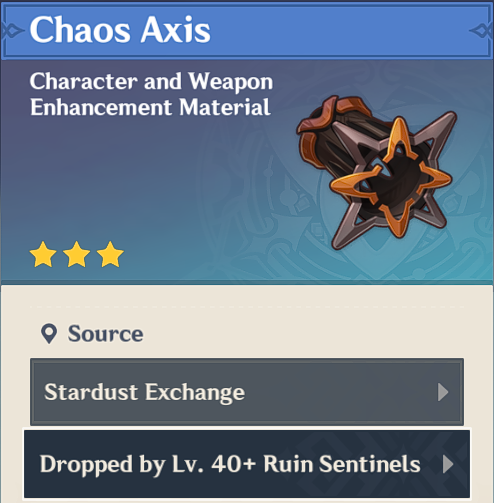 Chaos Axis
Character and Weapon
Enhancement Material
Source
Stardust Exchange
Dropped by Lv. 40+ Ruin Sentinels